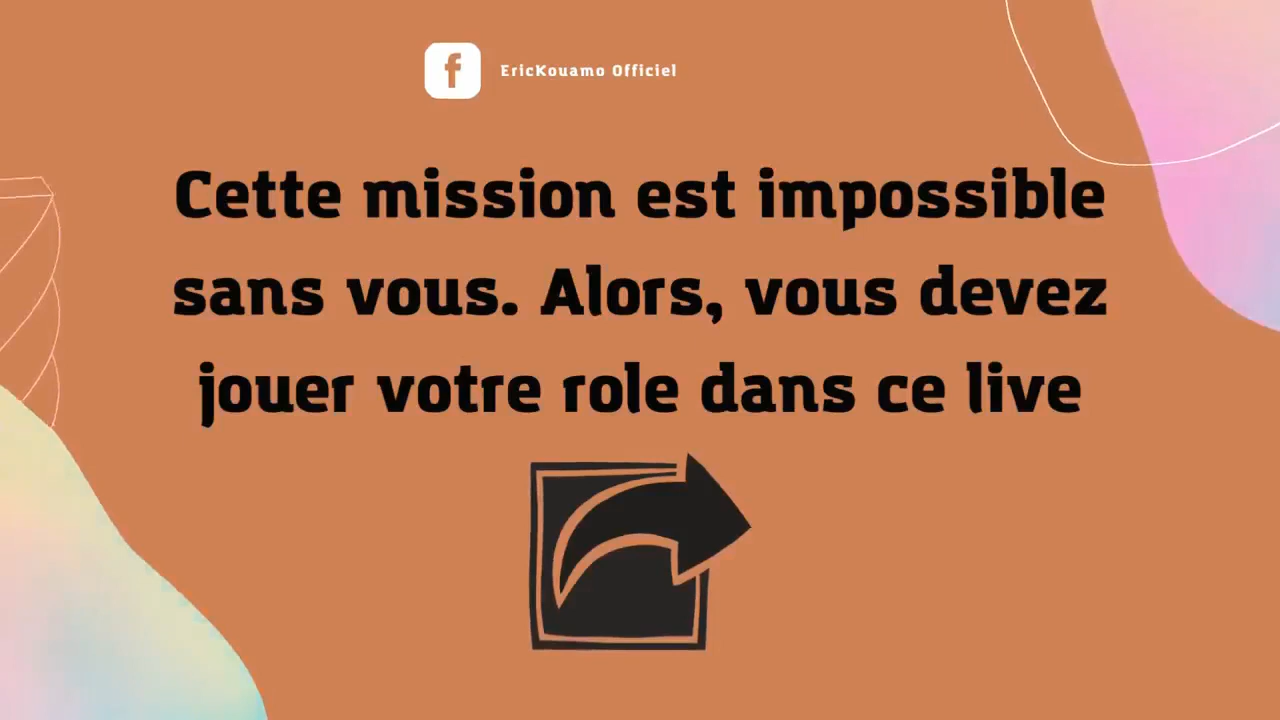 EricKouamo Officiel
Cette mission est impossible
sans vous. Alors, vous devez
jouer votre role dans ce live